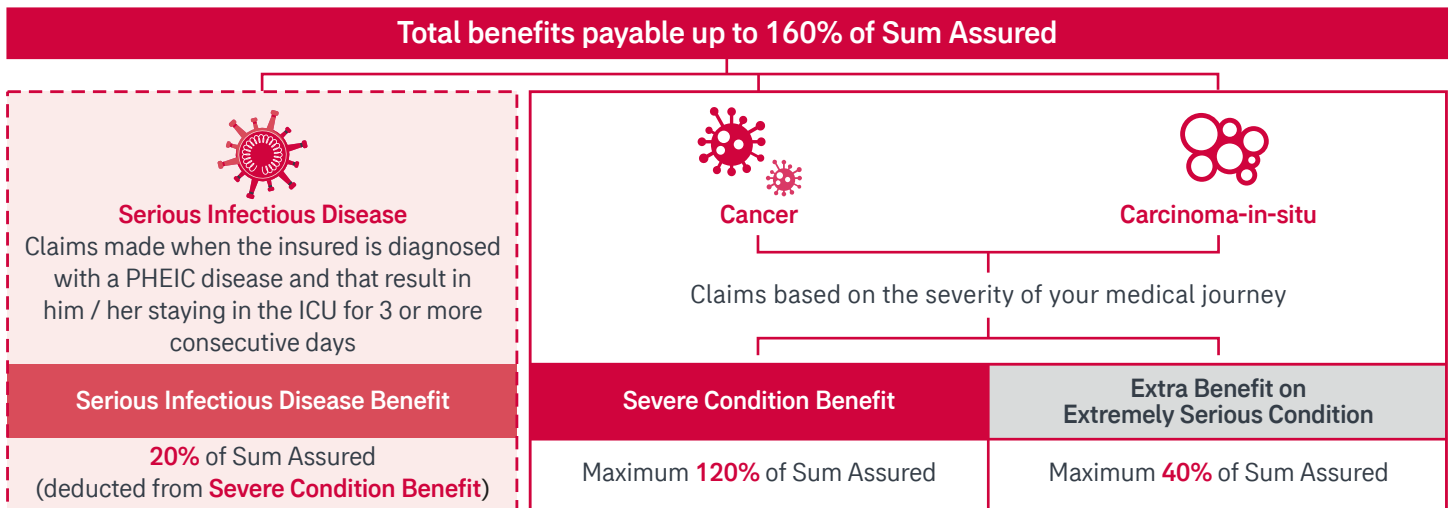 Total benefits payable up to 160% of Sum Assured
Serious Infectious Disease
Claims made when the insured is diagnosed
with a PHEIC disease and that result in
him / her staying in the ICU for 3 or more
consecutive days
Serious Infectious Disease Benefit
20% of Sum Assured
(deducted from Severe Condition Benefit)
Cancer
Carcinoma-in-situ
Claims based on the severity of your medical journey
Severe Condition Benefit
Maximum 120% of Sum Assured
Extra Benefit on
Extremely Serious Condition
Maximum 40% of Sum Assured